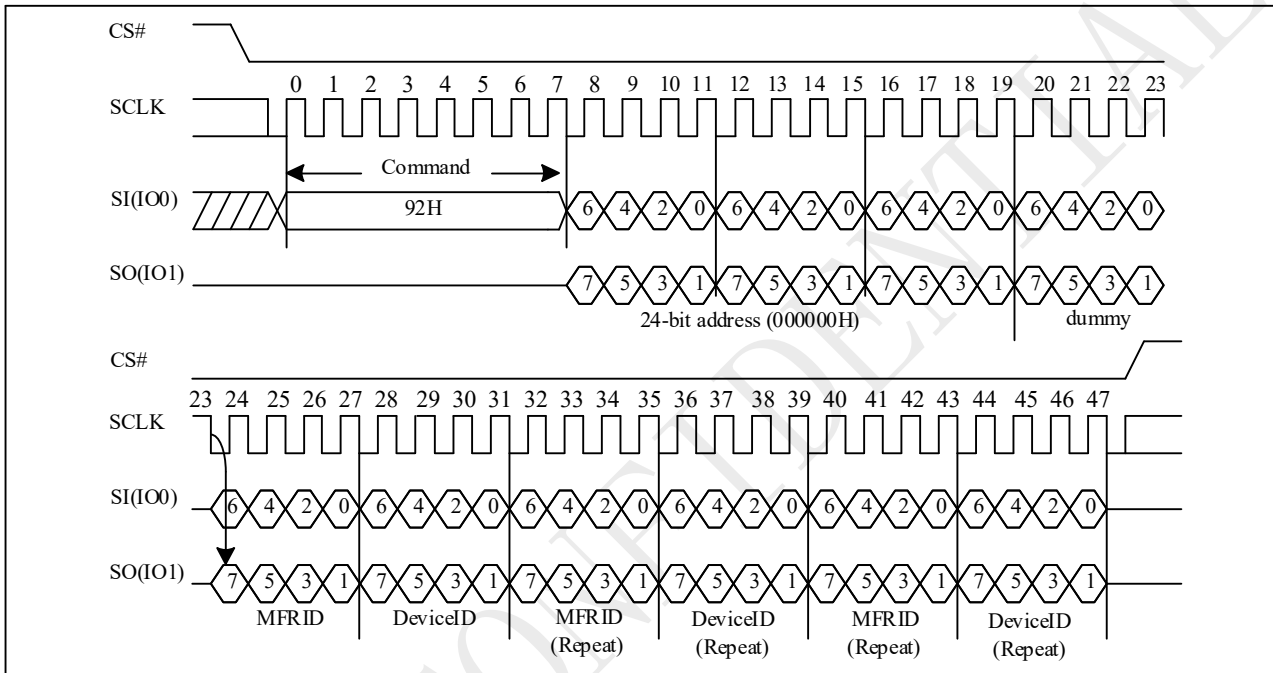 CS#
0 1 2 3 4 5 6 7 8 9 10 11 12 13 14 15 16 17 18 19 20 21 22 23
SCLK
Command
SI(IO0) 92H 6 4 2 0 6 4 2 0 6 4 2 0 6 4 2 0
SO(IO1) 7 5 3 1 7 5 3 1 7 5 3 1 7 5 3 1
24-bit address (000000H) dummy
CS#
23 24 25 26 27 28 29 30 31 32 33 34 35 36 37 38 39 40 41 42 43 44 45 46 47
SCLK
SI(IO0) 6 4 2 0 6 4 2 0 6 4 2 0 6 4 2 0 6 4 2 0 6 4 2 0
SO(IO1) 7 5 3 1 7 5 3 1 7 5 3 1 7 5 3 1 7 5 3 1 7 5 3 1
MFRID DeviceID MFRID DeviceID MFRID DeviceID
(Repeat) (Repeat) (Repeat) (Repeat)
CONFIDENTIAL